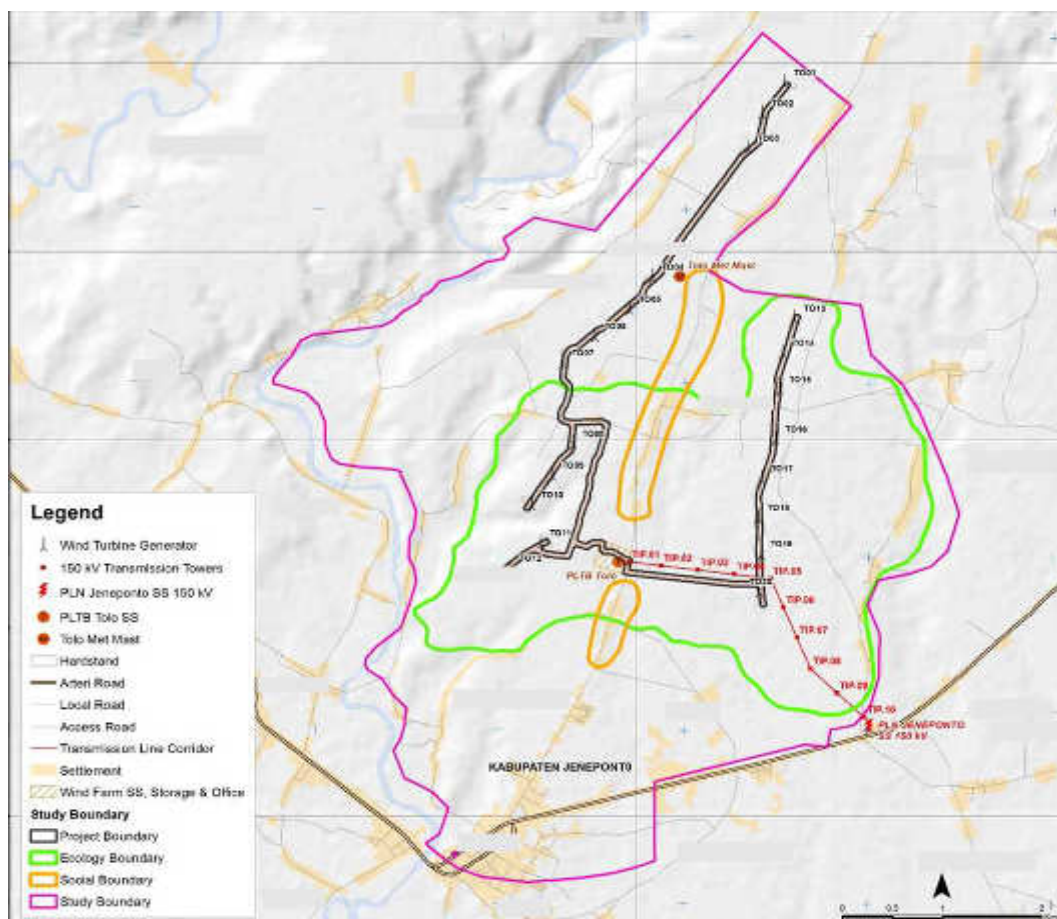 TO01
TO02
TO03
TO04
Tolo Met Mast
TO05
TO06
TO07
TO13
TO14
TO16
TO08
TO16
TO09
TO17
TO10
TO11
TO18
TO12
TIP.01
TIP.02
TIP.03
TIP.05
PLTB Tolo
TIP.06
TIP.07
TIP.08
TIP.09
TIP.10
PLN JENEPONTO
SS 150 kV
KABUPATEN JENEPONTO
Legend
Wind Turbine Generator
150 kV Transmission Towers
PLN Jeneponto SS 150 kV
PLTB Tolo SS
Tolo Met Mast
Hardstand
Arteri Road
Local Road
Access Road
Transmission Line Corridor
Settlement
Wind Farm SS, Storage & Office
Study Boundary
Project Boundary
Ecology Boundary
Social Boundary
Study Boundary
0 0.5 1 2